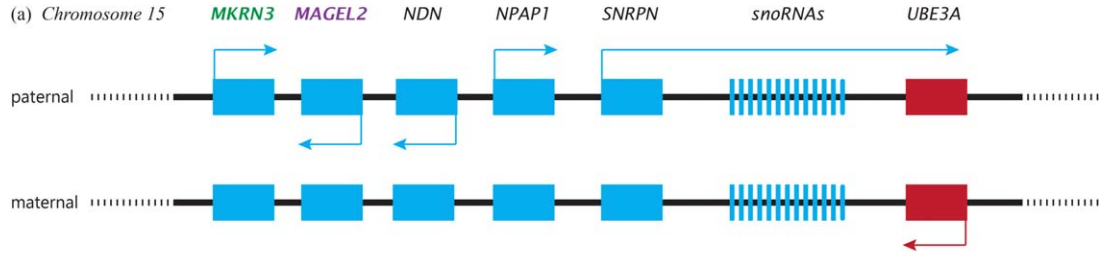 (a) Chromosome 15 MKRN3 MAGEL2 NDN NPAP1 SNRPN snoRNAs UBE3A
paternal
maternal